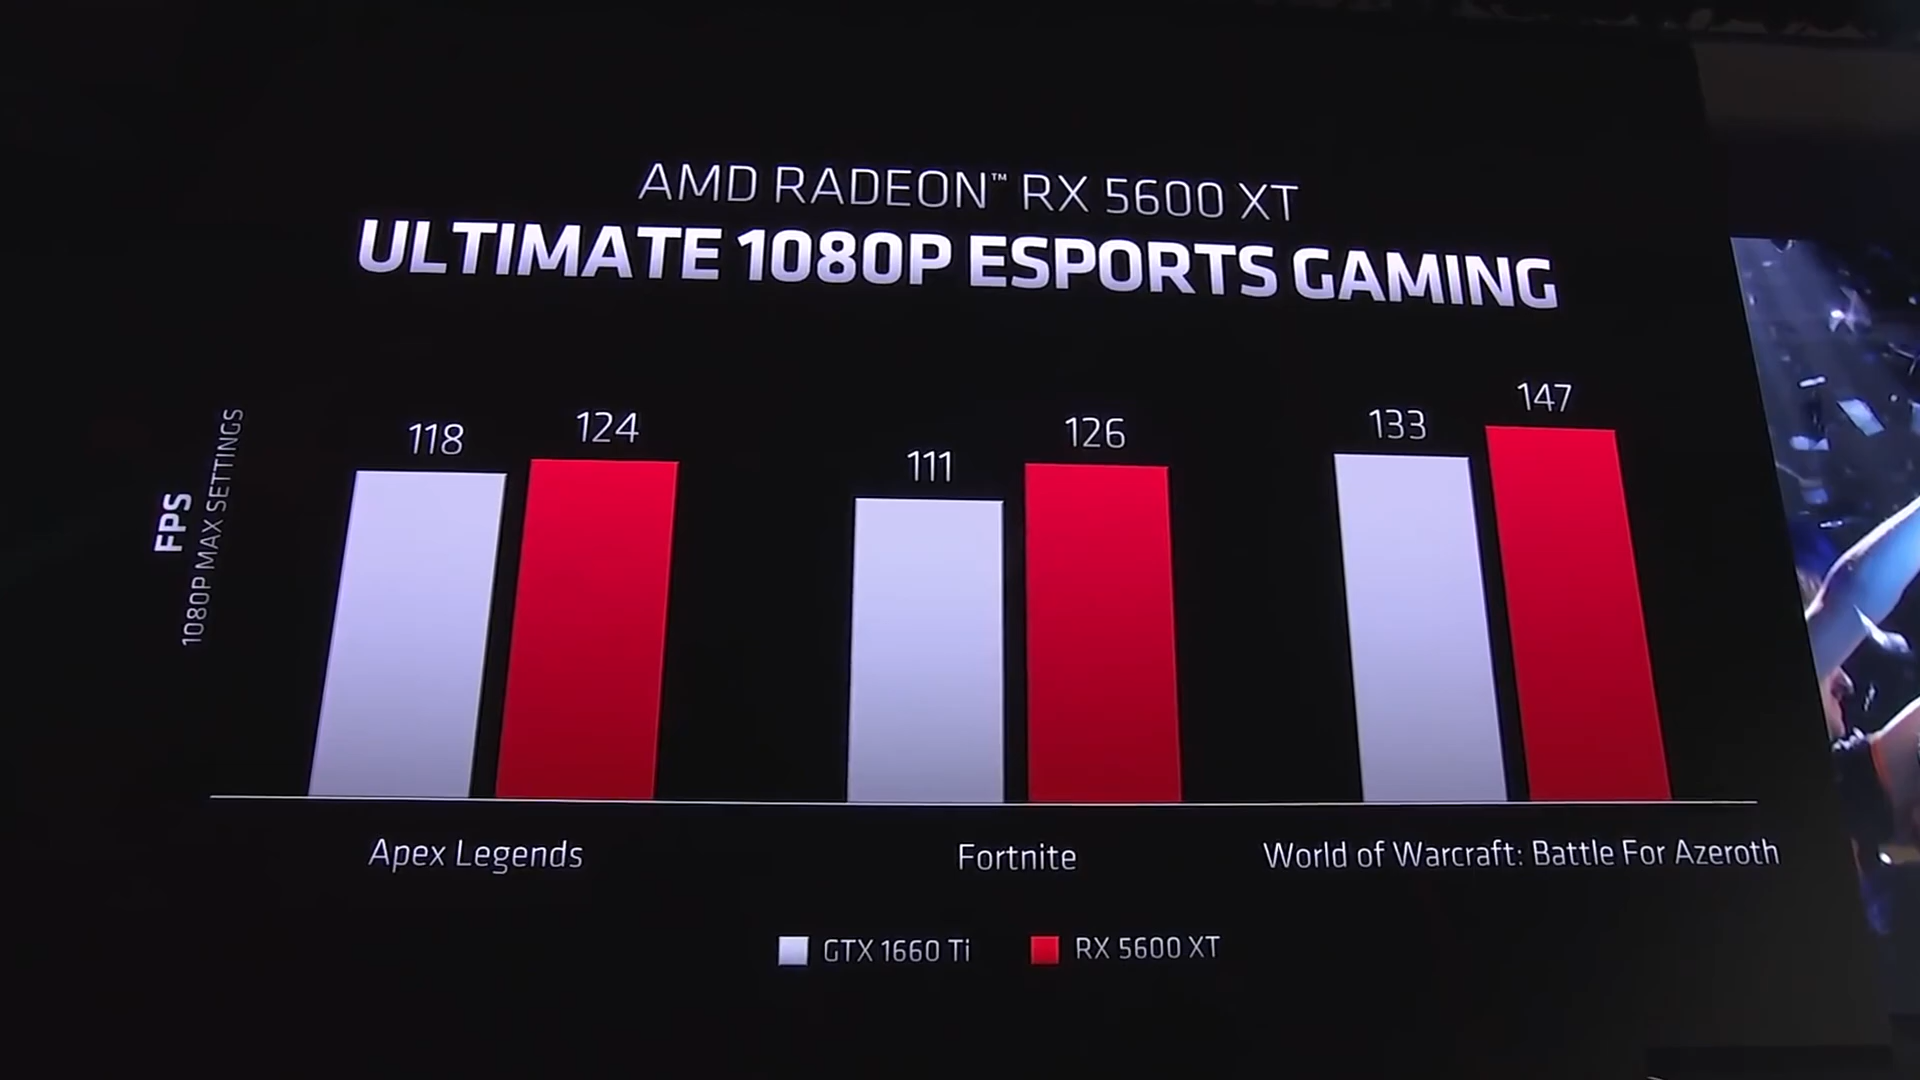 AMD RADEON™ RX 5600 XT
ULTIMATE 1080P ESPORTS GAMING
FPS
1080P MAX SETTINGS
118
124
111
126
133
147
Apex Legends
Fortnite
World of Warcraft: Battle For Azeroth
GTX 1660 Ti
RX 5600 XT